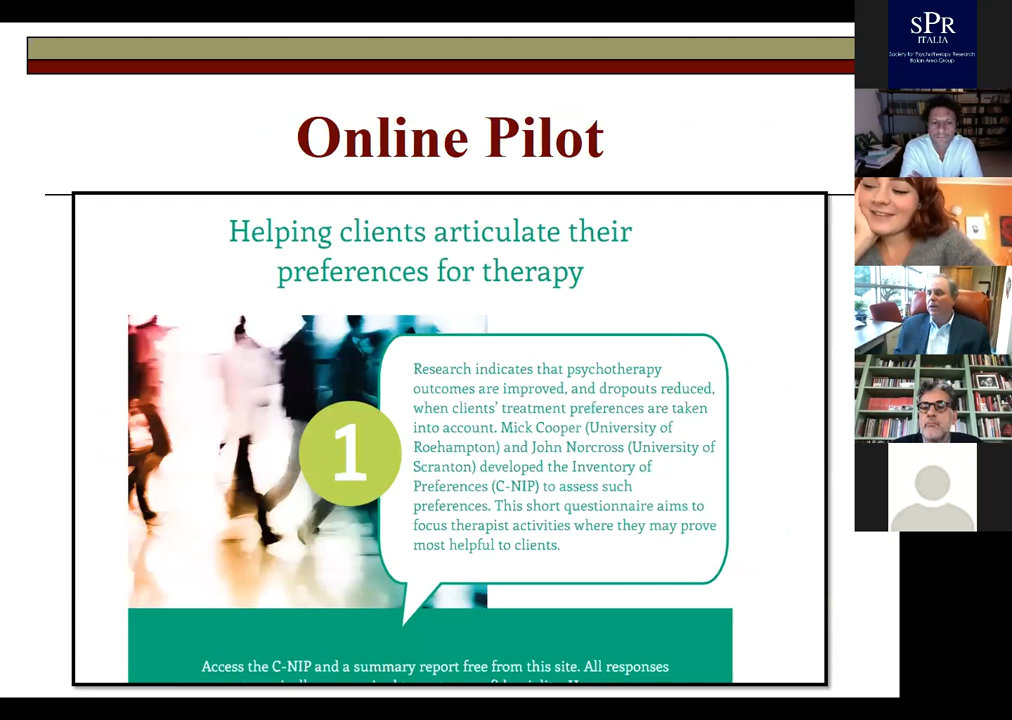 Online Pilot
Helping clients articulate their
preferences for therapy
1
Research indicates that psychotherapy
outcomes are improved, and dropouts reduced,
when clients' treatment preferences are taken
into account. Mick Cooper (University of
Roehampton) and John Norcross (University of
Scranton) developed the Inventory of
Preferences (C-NIP) to assess such
preferences. This short questionnaire aims to
focus therapist activities where they may prove
most helpful to clients.
Access the C-NIP and a summary report free from this site. All responses
SPR
ITALIA
Society for Psychotherapy Research
Italian Area Group